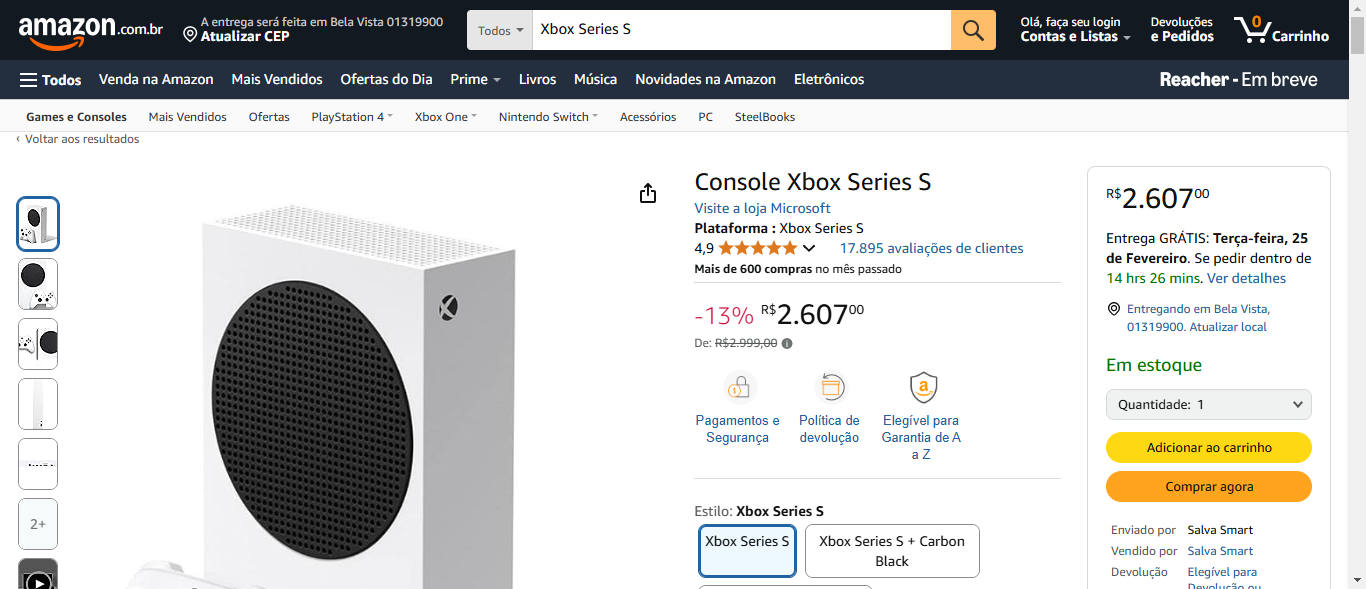 amazon.com.br
A entrega será feita em Bela Vista 01319900
Atualizar CEP
Todos
Xbox Series S
Olá, faça seu login
Contas e Listas
Devoluções
e Pedidos
0
Carrinho
Todos
Venda na Amazon
Mais Vendidos
Ofertas do Dia
Prime
Livros
Música
Novidades na Amazon
Eletrônicos
Reacher - Em breve
Games e Consoles
Mais Vendidos
Ofertas
PlayStation 4
Xbox One
Nintendo Switch
Acessórios
PC
SteelBooks
‹ Voltar aos resultados
2+
Console Xbox Series S
Visite a loja Microsoft
Plataforma : Xbox Series S
4,9
17.895 avaliações de clientes
Mais de 600 compras no mês passado
-13% R$2.60700
De: R$2.999,00
Pagamentos e
Segurança
Política de
devolução
Elegível para
Garantia de A
a Z
Estilo: Xbox Series S
Xbox Series S
Xbox Series S + Carbon
Black
R$2.60700
Entrega GRÁTIS: Terça-feira, 25
de Fevereiro. Se pedir dentro de
14 hrs 26 mins. Ver detalhes
Entregando em Bela Vista,
01319900. Atualizar local
Em estoque
Quantidade: 1
Adicionar ao carrinho
Comprar agora
Enviado por Salva Smart
Vendido por Salva Smart
Devolução Elegível para
Devolução ou